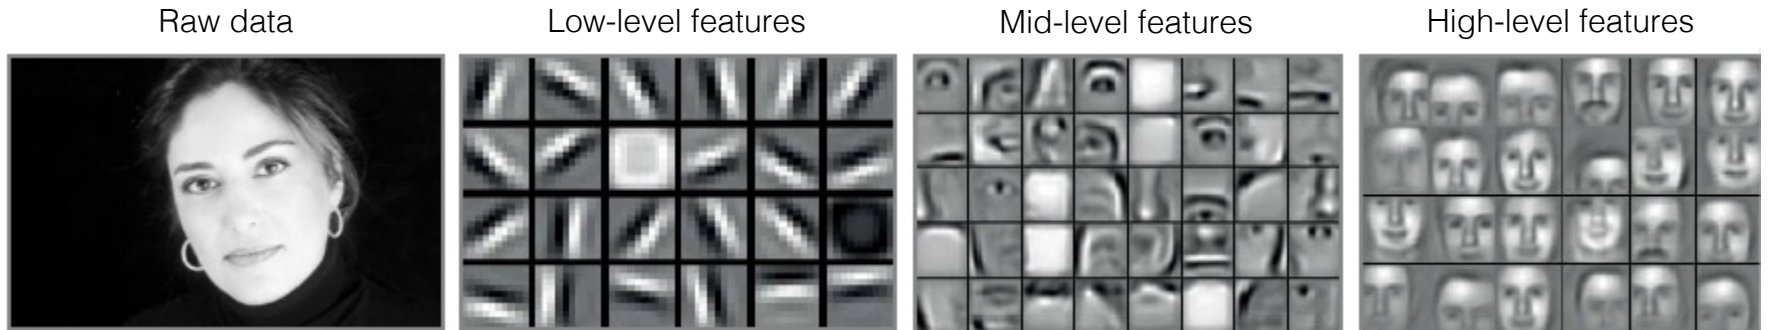 Raw data
Low-level features
Mid-level features
High-level features